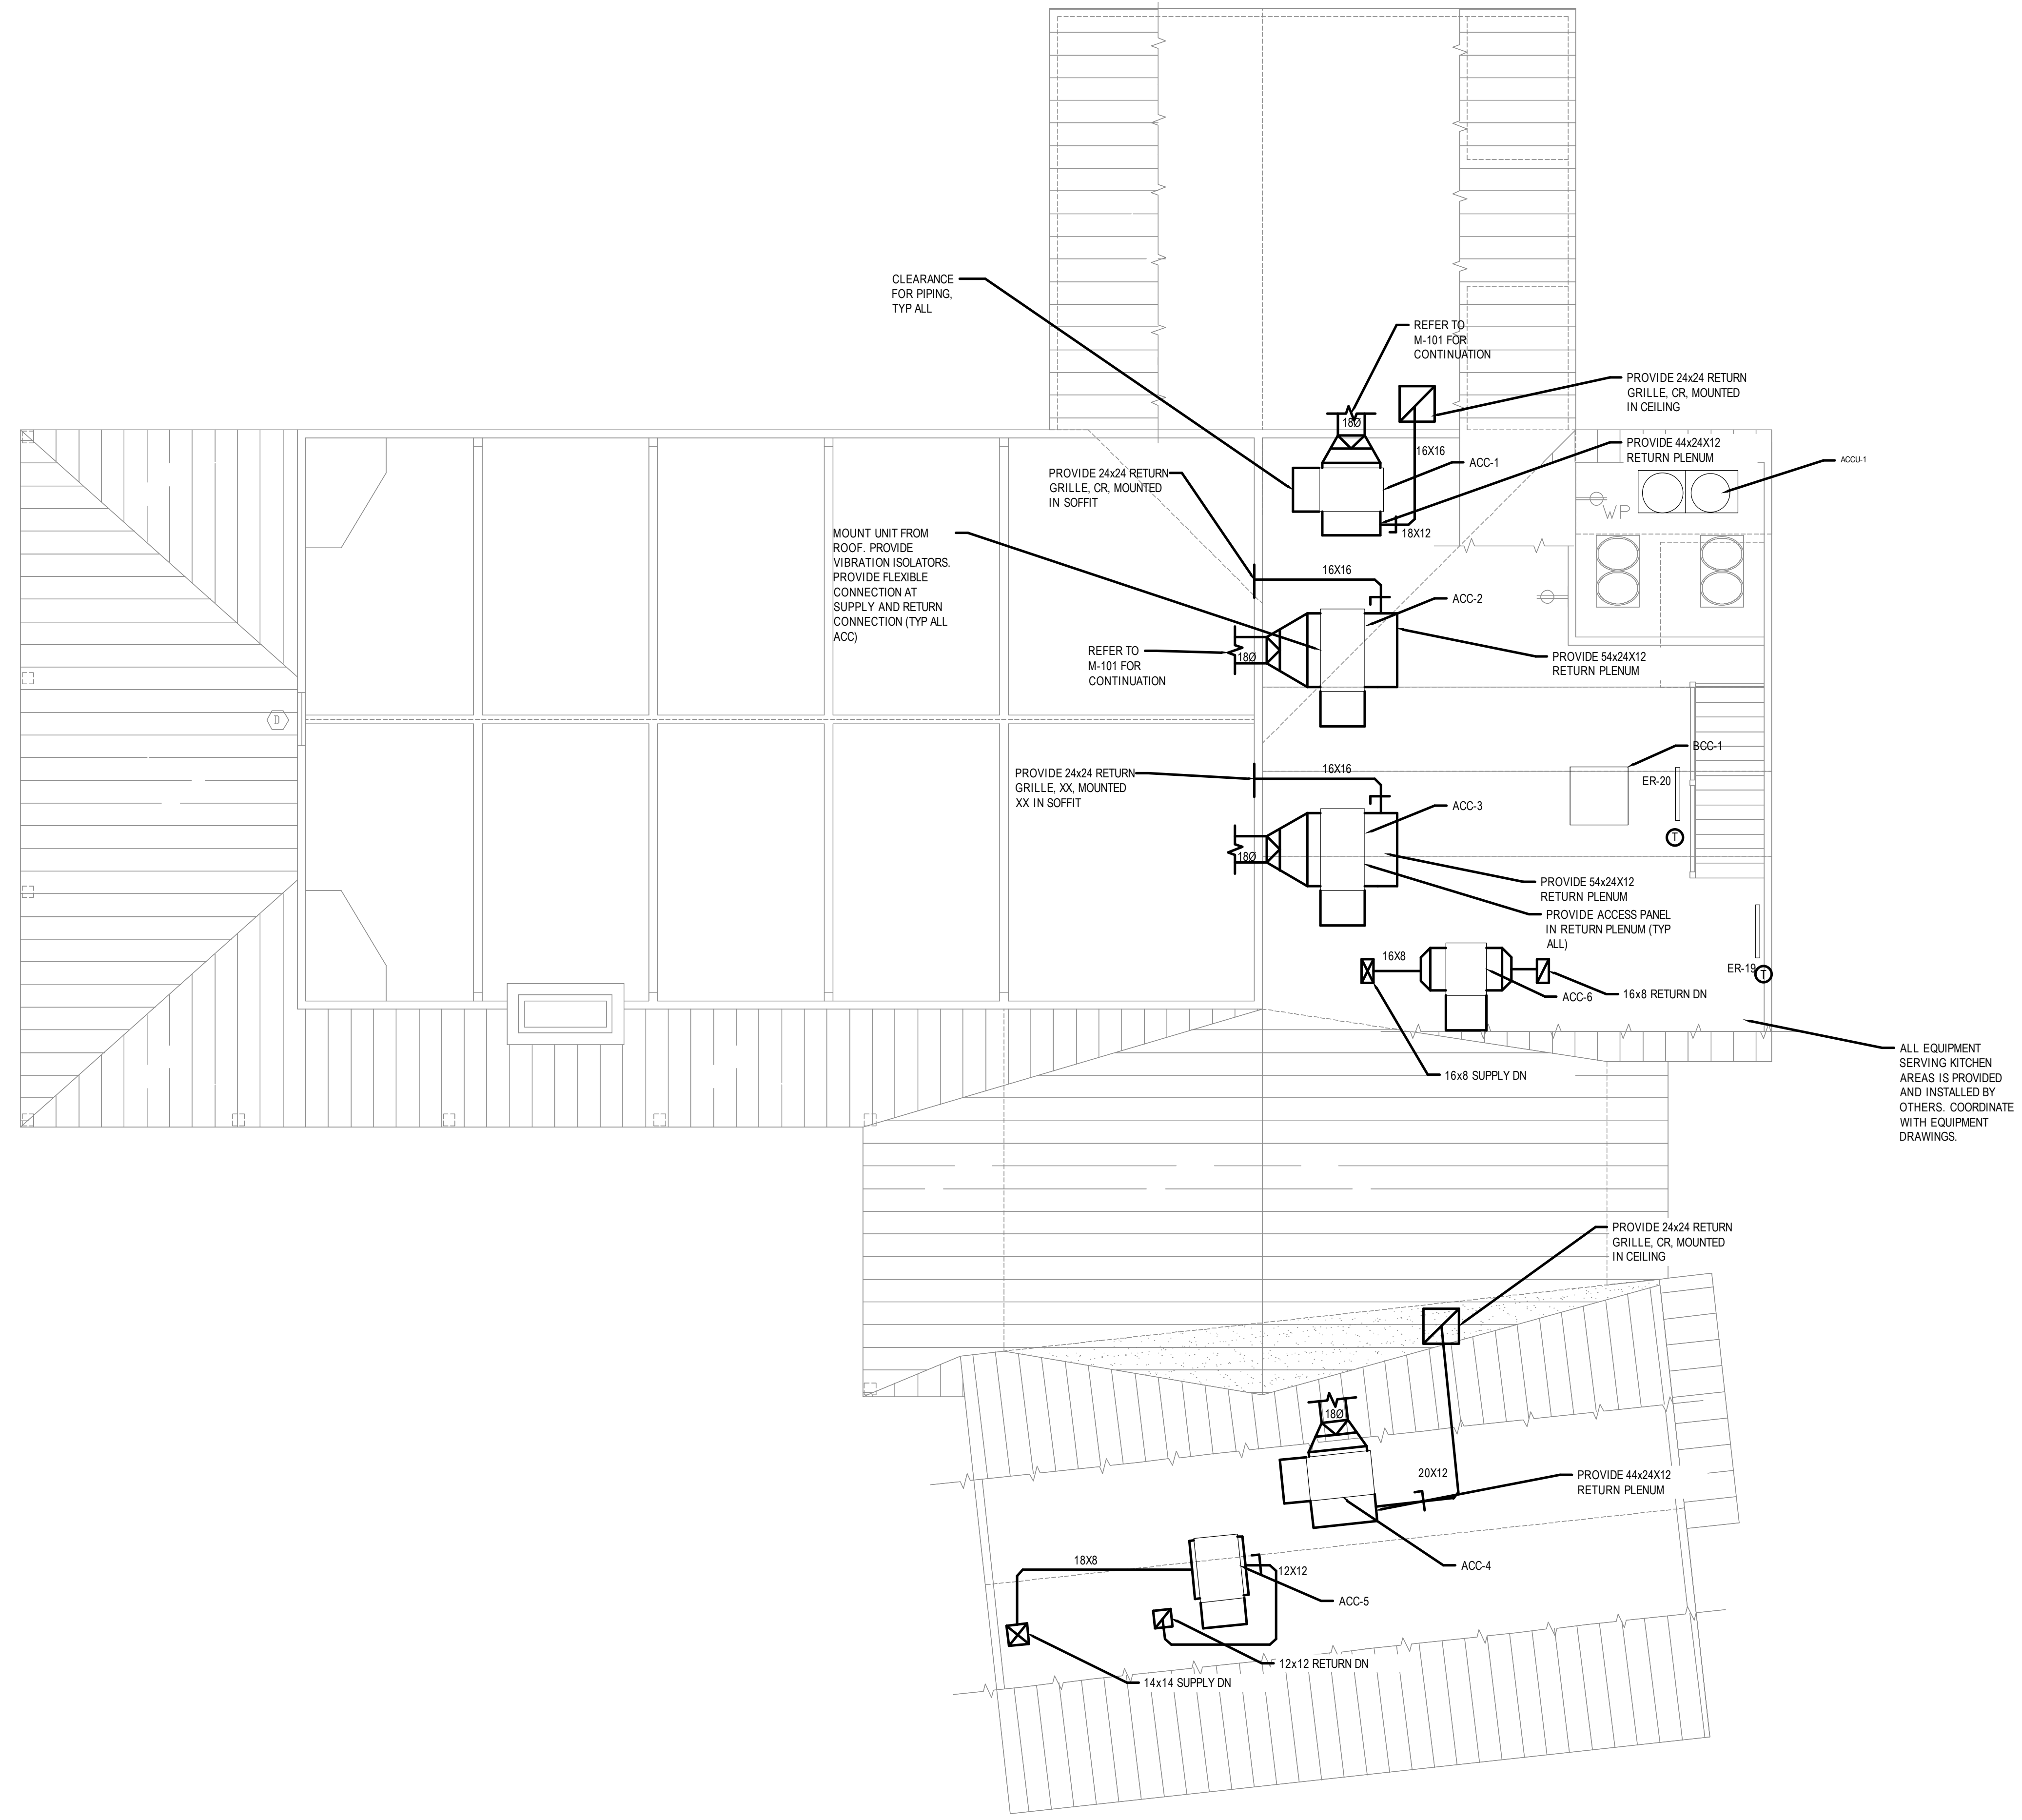 CLEARANCE
FOR PIPING,
TYP ALL
REFER TO
M-101 FOR
CONTINUATION
PROVIDE 24x24 RETURN
GRILLE, CR, MOUNTED
IN CEILING
18Ø
16X16
PROVIDE 44x24X12
RETURN PLENUM
ACC-1
ACCU-1
PROVIDE 24x24 RETURN
GRILLE, CR, MOUNTED
IN SOFFIT
WP
18X12
MOUNT UNIT FROM
ROOF. PROVIDE
VIBRATION ISOLATORS.
PROVIDE FLEXIBLE
CONNECTION AT
SUPPLY AND RETURN
CONNECTION (TYP ALL
ACC)
16X16
ACC-2
REFER TO
M-101 FOR
CONTINUATION
18Ø
PROVIDE 54x24X12
RETURN PLENUM
D
BCC-1
PROVIDE 24x24 RETURN
GRILLE, XX, MOUNTED
XX IN SOFFIT
16X16
ER-20
ACC-3
T
18Ø
PROVIDE 54x24X12
RETURN PLENUM
PROVIDE ACCESS PANEL
IN RETURN PLENUM (TYP
ALL)
16X8
ER-19
T
ACC-6
16x8 RETURN DN
16x8 SUPPLY DN
ALL EQUIPMENT
SERVING KITCHEN
AREAS IS PROVIDED
AND INSTALLED BY
OTHERS. COORDINATE
WITH EQUIPMENT
DRAWINGS.
PROVIDE 24x24 RETURN
GRILLE, CR, MOUNTED
IN CEILING
18Ø
20X12
PROVIDE 44x24X12
RETURN PLENUM
18X8
12X12
ACC-4
ACC-5
12x12 RETURN DN
14x14 SUPPLY DN